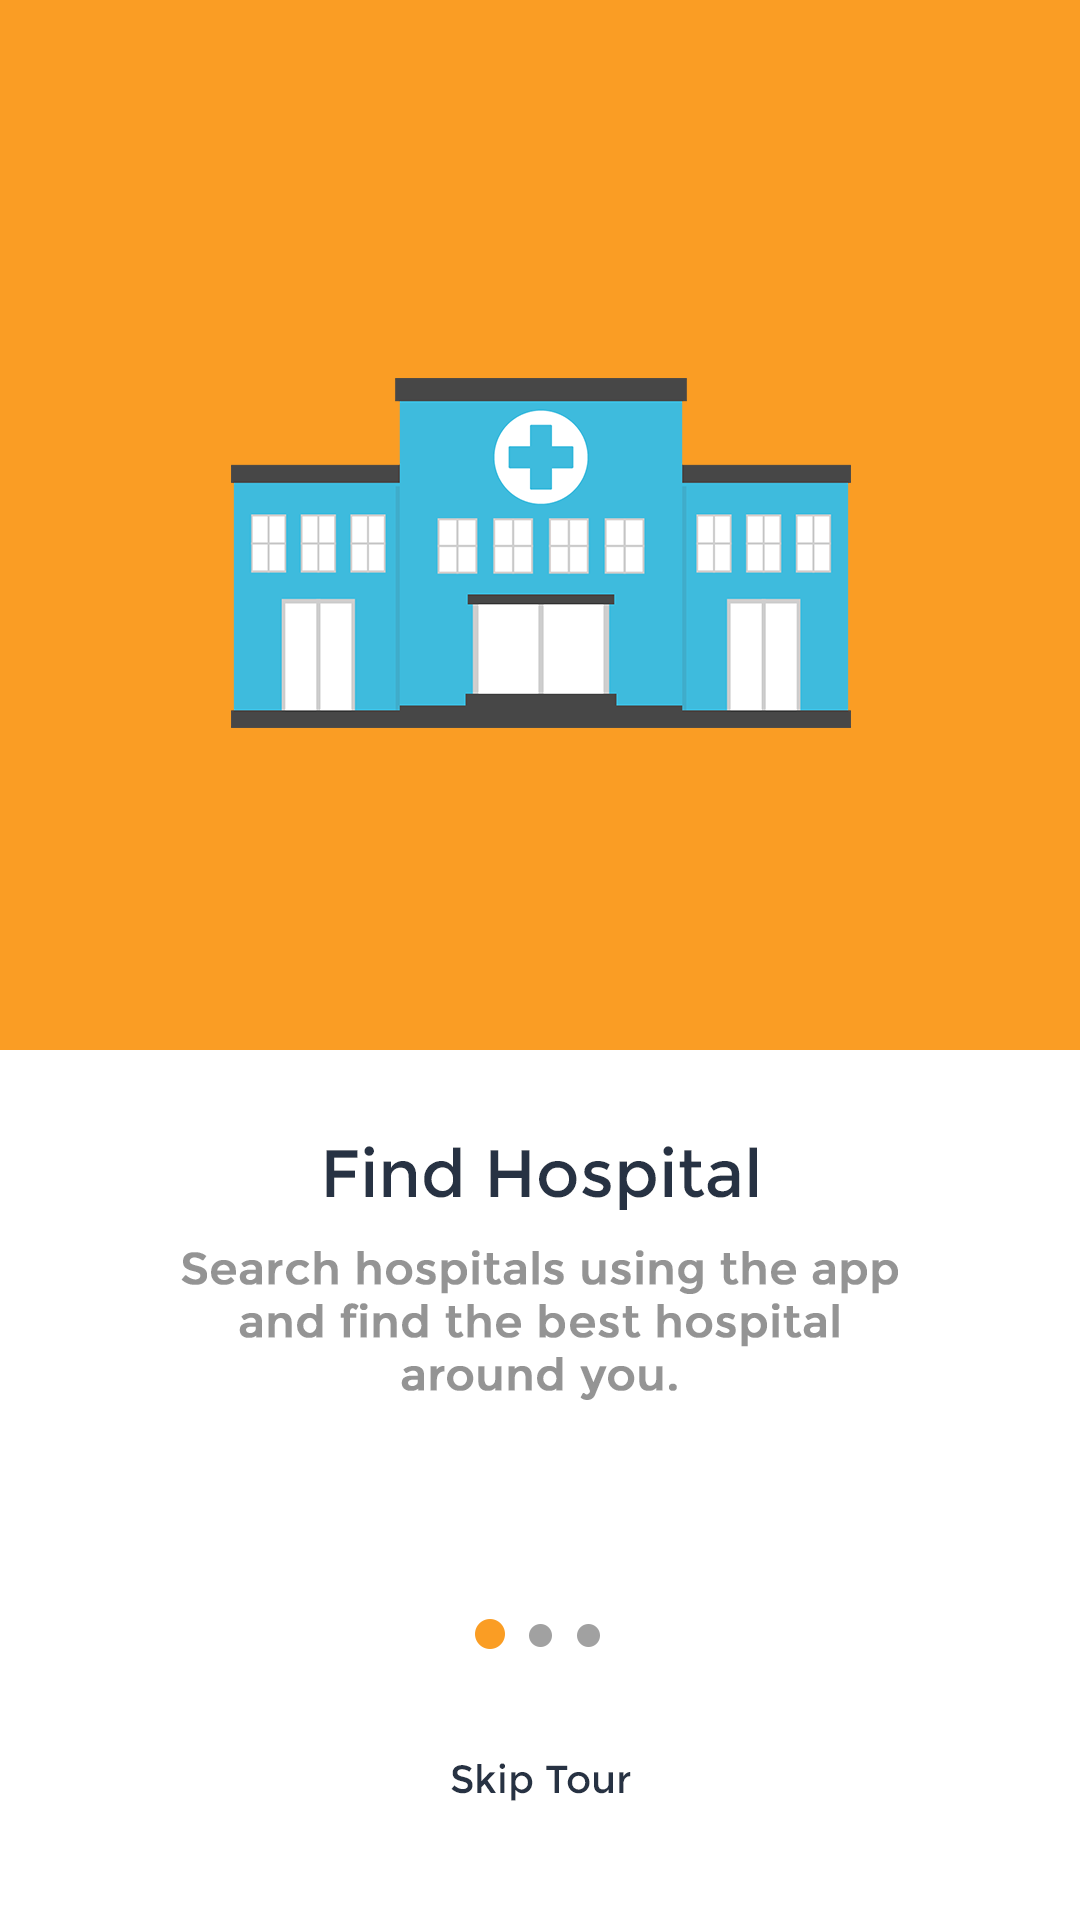 Find Hospital
Search hospitals using the app
and find the best hospital
around you.
Skip Tour